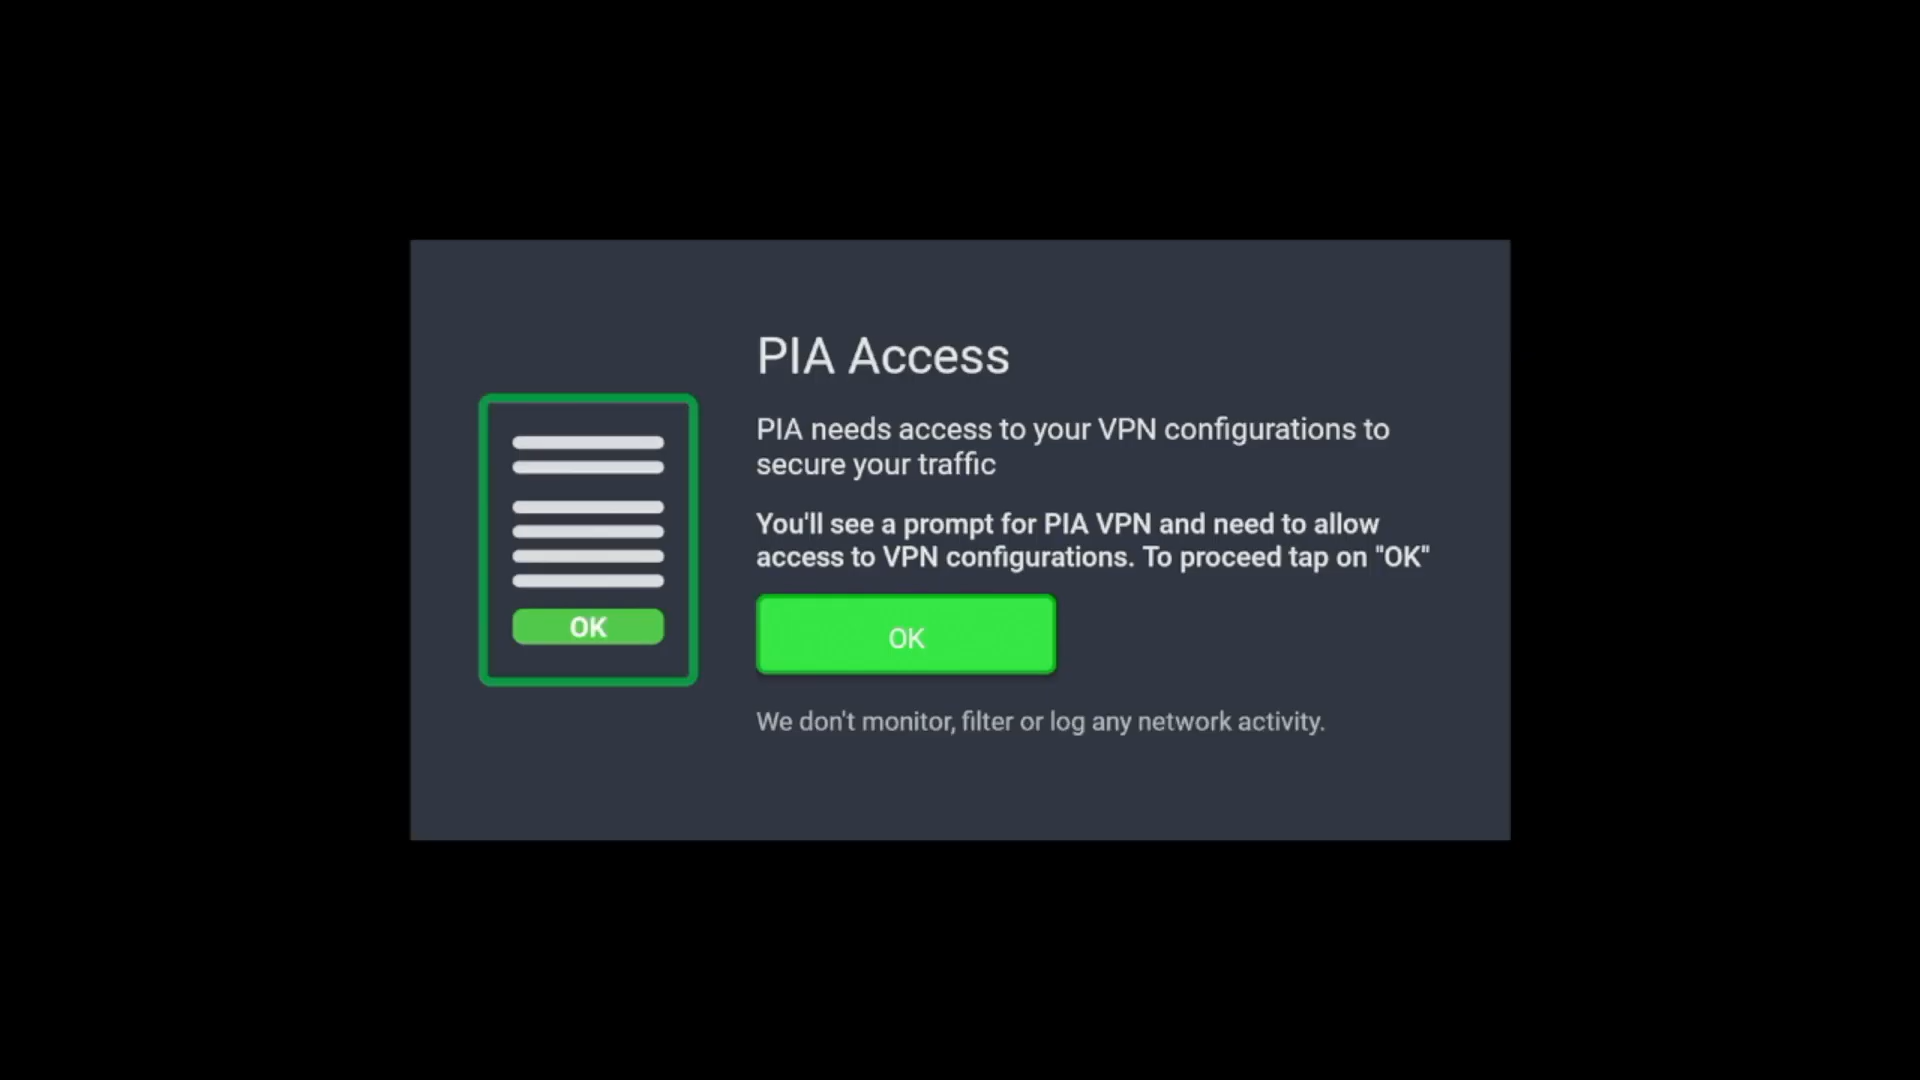 PIA Access
PIA needs access to your VPN configurations to
secure your traffic
You'll see a prompt for PIA VPN and need to allow
access to VPN configurations. To proceed tap on "OK"
OK
OK
We don't monitor, filter or log any network activity.